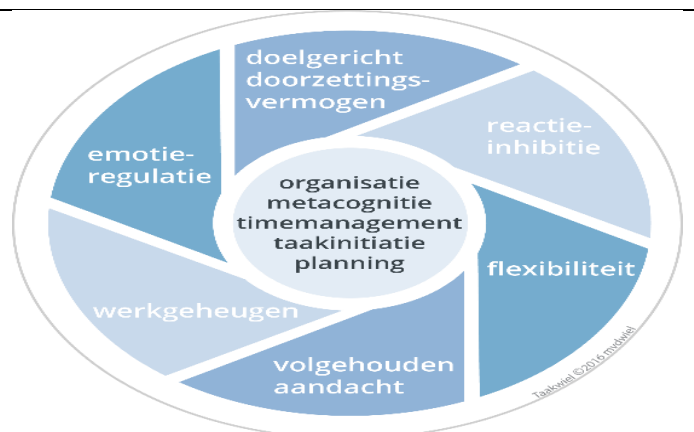 doelgericht
doorzettings-
vermogen
reactie-
inhibitie
emotie-
regulatie
organisatie
metacognitie
timemanagement
taakinitiatie
planning
flexibiliteit
werkgeheugen
volgehouden
aandacht
Taakwiel ©2016 mvdwiel